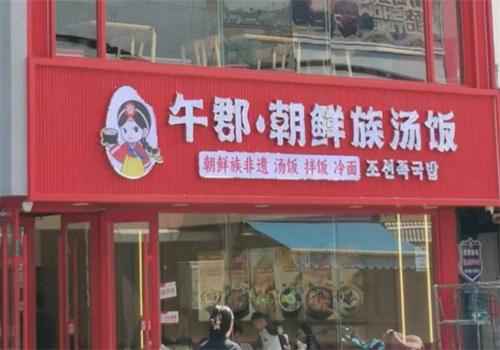 午郡·朝鲜族汤饭
朝鲜族非遗 汤饭 拌饭 冷面
조선족국밥